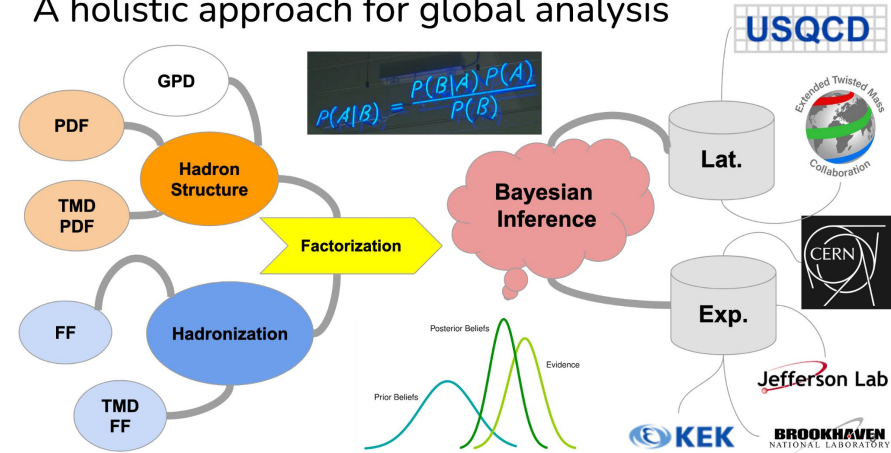 A holistic approach for global analysis
USQCD
GPD
P(A|B) = P(B|A) P(A)
P(B)
Extended Twisted Mass
Collaboration
PDF
Hadron
Structure
Lat.
TMD
PDF
Bayesian
Inference
Factorization
CERN
FF
Hadronization
Exp.
Posterior Beliefs
Evidence
Prior Beliefs
Jefferson Lab
TMD
FF
KEK
BROOKHAVEN
NATIONAL LABORATORY